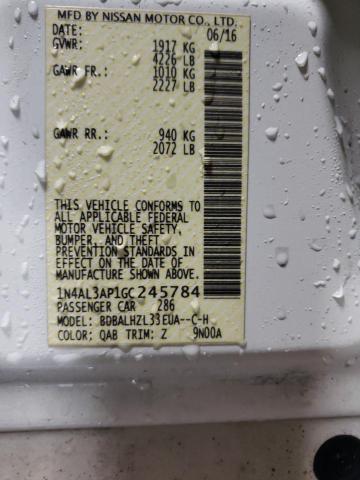 MFD BY NISSAN MOTOR CO., LTD.
DATE: 06/16
GVWR: 1917 KG
4226 LB
GAWR FR: 1010 KG
2227 LB
GAWR RR: 940 KG
2072 LB
THIS VEHICLE CONFORMS TO
ALL APPLICABLE FEDERAL
MOTOR VEHICLE SAFETY,
BUMPER, AND THEFT
PREVENTION STANDARDS IN
EFFECT ON THE DATE OF
MANUFACTURE SHOWN ABOVE.
1N4AL3AP1GC245784
PASSENGER CAR 286
MODEL: BDBALHZL33EUA--C-H
COLOR: QAB TRIM: Z 9N00A